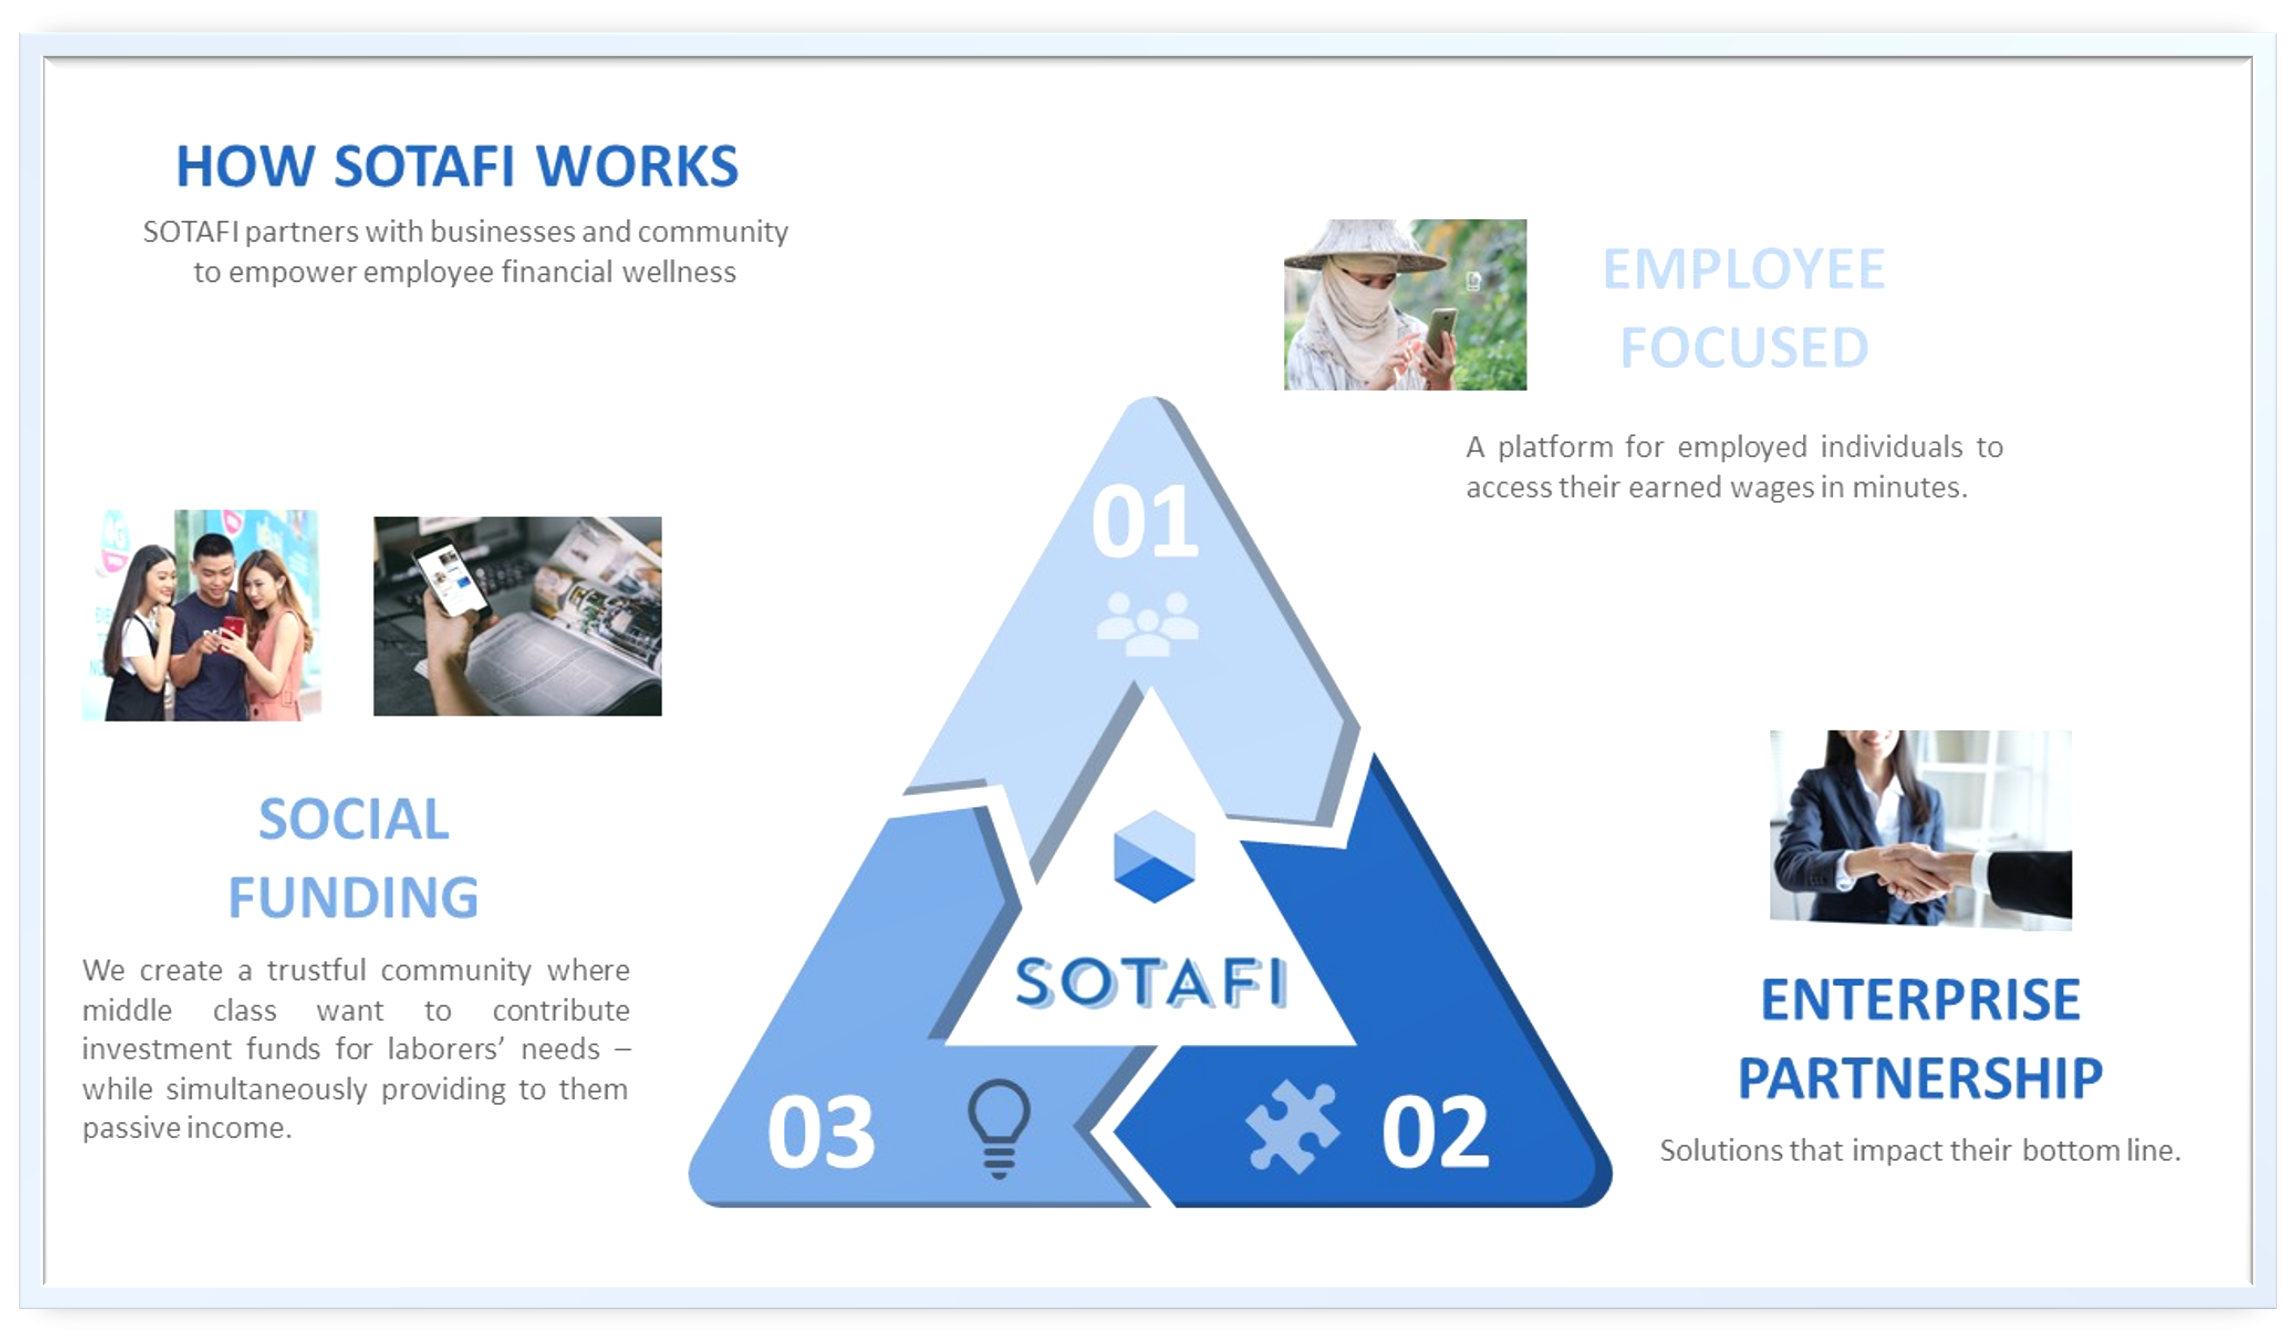 HOW SOTAFI WORKS
SOTAFI partners with businesses and community
to empower employee financial wellness
EMPLOYEE
FOCUSED
A platform for employed individuals to
access their earned wages in minutes.
01
SOCIAL
FUNDING
We create a trustful community where
middle class want to contribute
investment funds for laborers’ needs –
while simultaneously providing to them
passive income.
SOTAFI
03
02
ENTERPRISE
PARTNERSHIP
Solutions that impact their bottom line.
4G